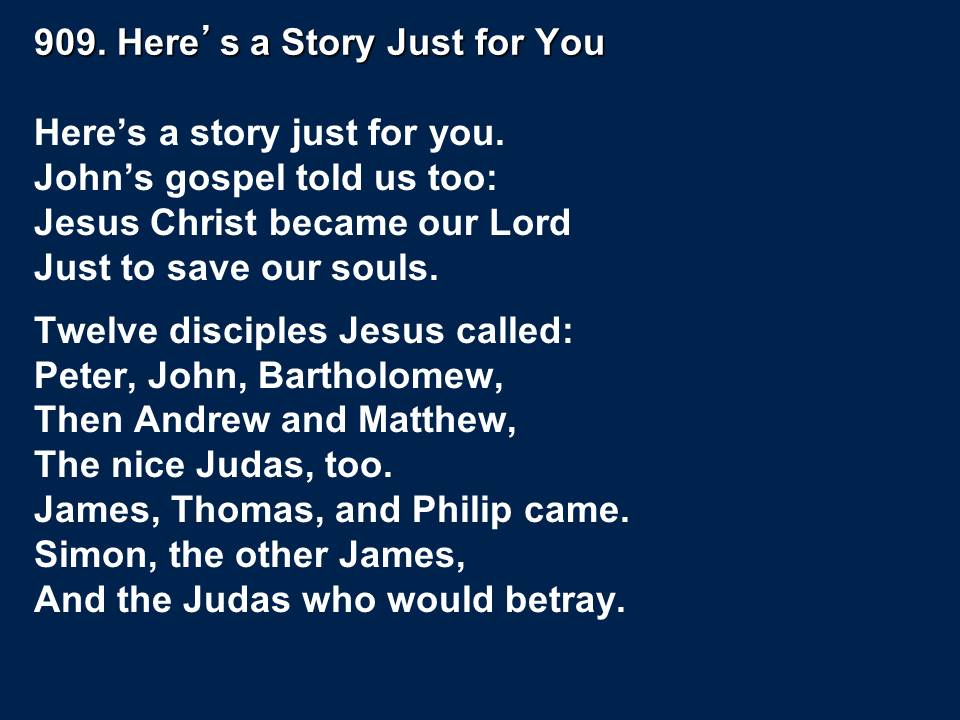 909. Here’s a Story Just for You
Here’s a story just for you.
John’s gospel told us too:
Jesus Christ became our Lord
Just to save our souls.
Twelve disciples Jesus called:
Peter, John, Bartholomew,
Then Andrew and Matthew,
The nice Judas, too.
James, Thomas, and Philip came.
Simon, the other James,
And the Judas who would betray.